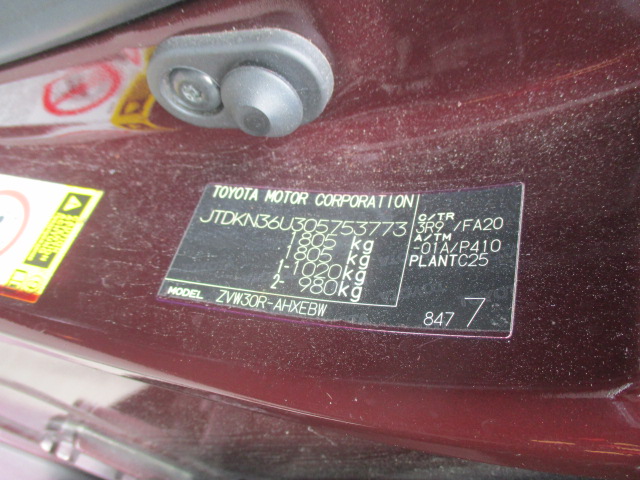 TOYOTA MOTOR CORPORATION
JTDKN36U305753773
1805 kg
1805 kg
1-1020kg
2- 980kg
MODEL ZVW30R-AHXEBW
C/TR
3R9 /FA20
A/TM
-01A/P410
PLANTC25
847 7